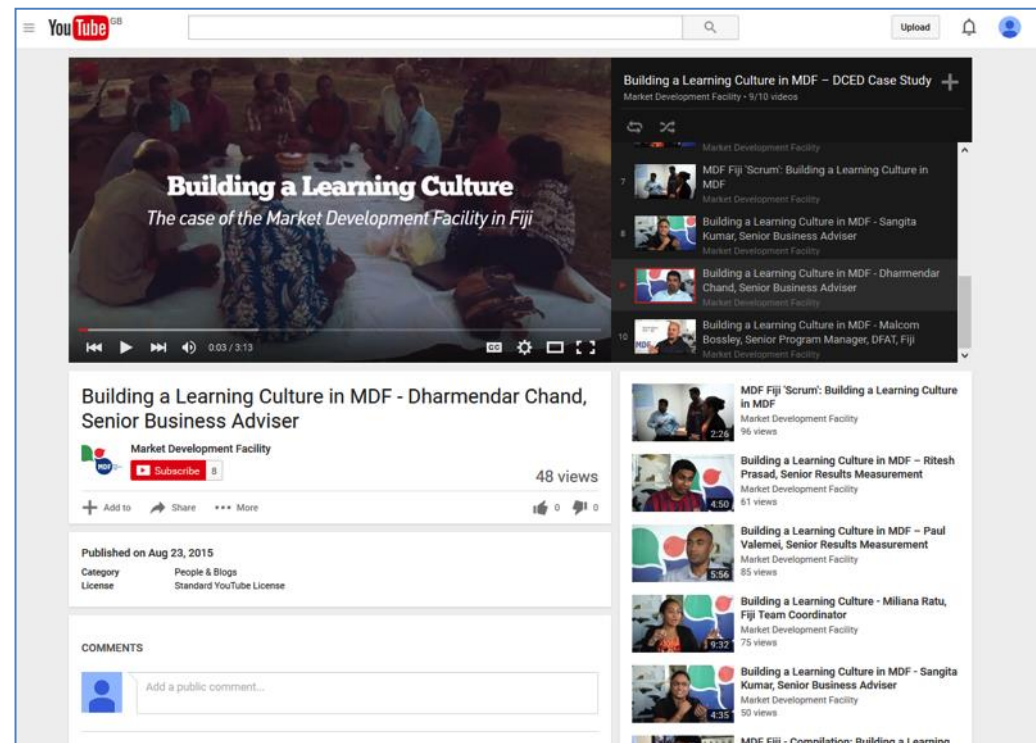 YouTube GB
Upload
Building a Learning Culture
The case of the Market Development Facility in Fiji
0:03 / 3:13
CC
Building a Learning Culture in MDF – DCED Case Study
Market Development Facility • 9/10 videos
Market Development Facility
7
MDF Fiji 'Scrum': Building a Learning Culture in
MDF
Market Development Facility
8
Building a Learning Culture in MDF - Sangita
Kumar, Senior Business Adviser
Market Development Facility
Building a Learning Culture in MDF - Dharmendar
Chand, Senior Business Adviser
Market Development Facility
10
MDF
Building a Learning Culture in MDF - Malcom
Bossley, Senior Program Manager, DFAT, Fiji
Market Development Facility
Building a Learning Culture in MDF - Dharmendar Chand,
Senior Business Adviser
MDF
Market Development Facility
Subscribe 8
48 views
Add to Share More
0 0
Published on Aug 23, 2015
Category People & Blogs
License Standard YouTube License
COMMENTS
Add a public comment...
2:26
MDF Fiji 'Scrum': Building a Learning Culture
in MDF
Market Development Facility
96 views
4:50
Building a Learning Culture in MDF – Ritesh
Prasad, Senior Results Measurement
Market Development Facility
61 views
5:56
Building a Learning Culture in MDF – Paul
Valemei, Senior Results Measurement
Market Development Facility
85 views
9:32
Building a Learning Culture - Miliana Ratu,
Fiji Team Coordinator
Market Development Facility
75 views
4:35
Building a Learning Culture in MDF - Sangita
Kumar, Senior Business Adviser
Market Development Facility
50 views
MDF Fiji - Compilation: Building a Learning